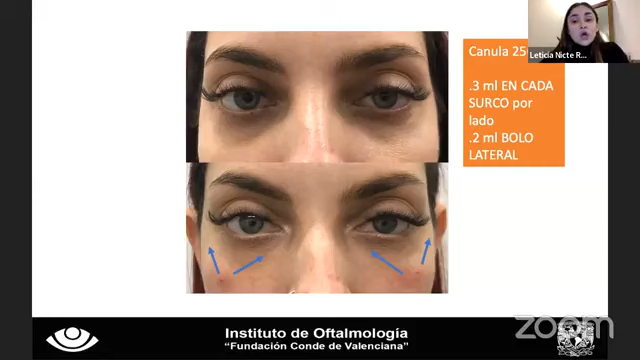 Canula 25
.3 ml EN CADA
SURCO por
lado
.2 ml BOLO
LATERAL
Leticia Nicte R...
Instituto de Oftalmología
“Fundación Conde de Valenciana”
zoom